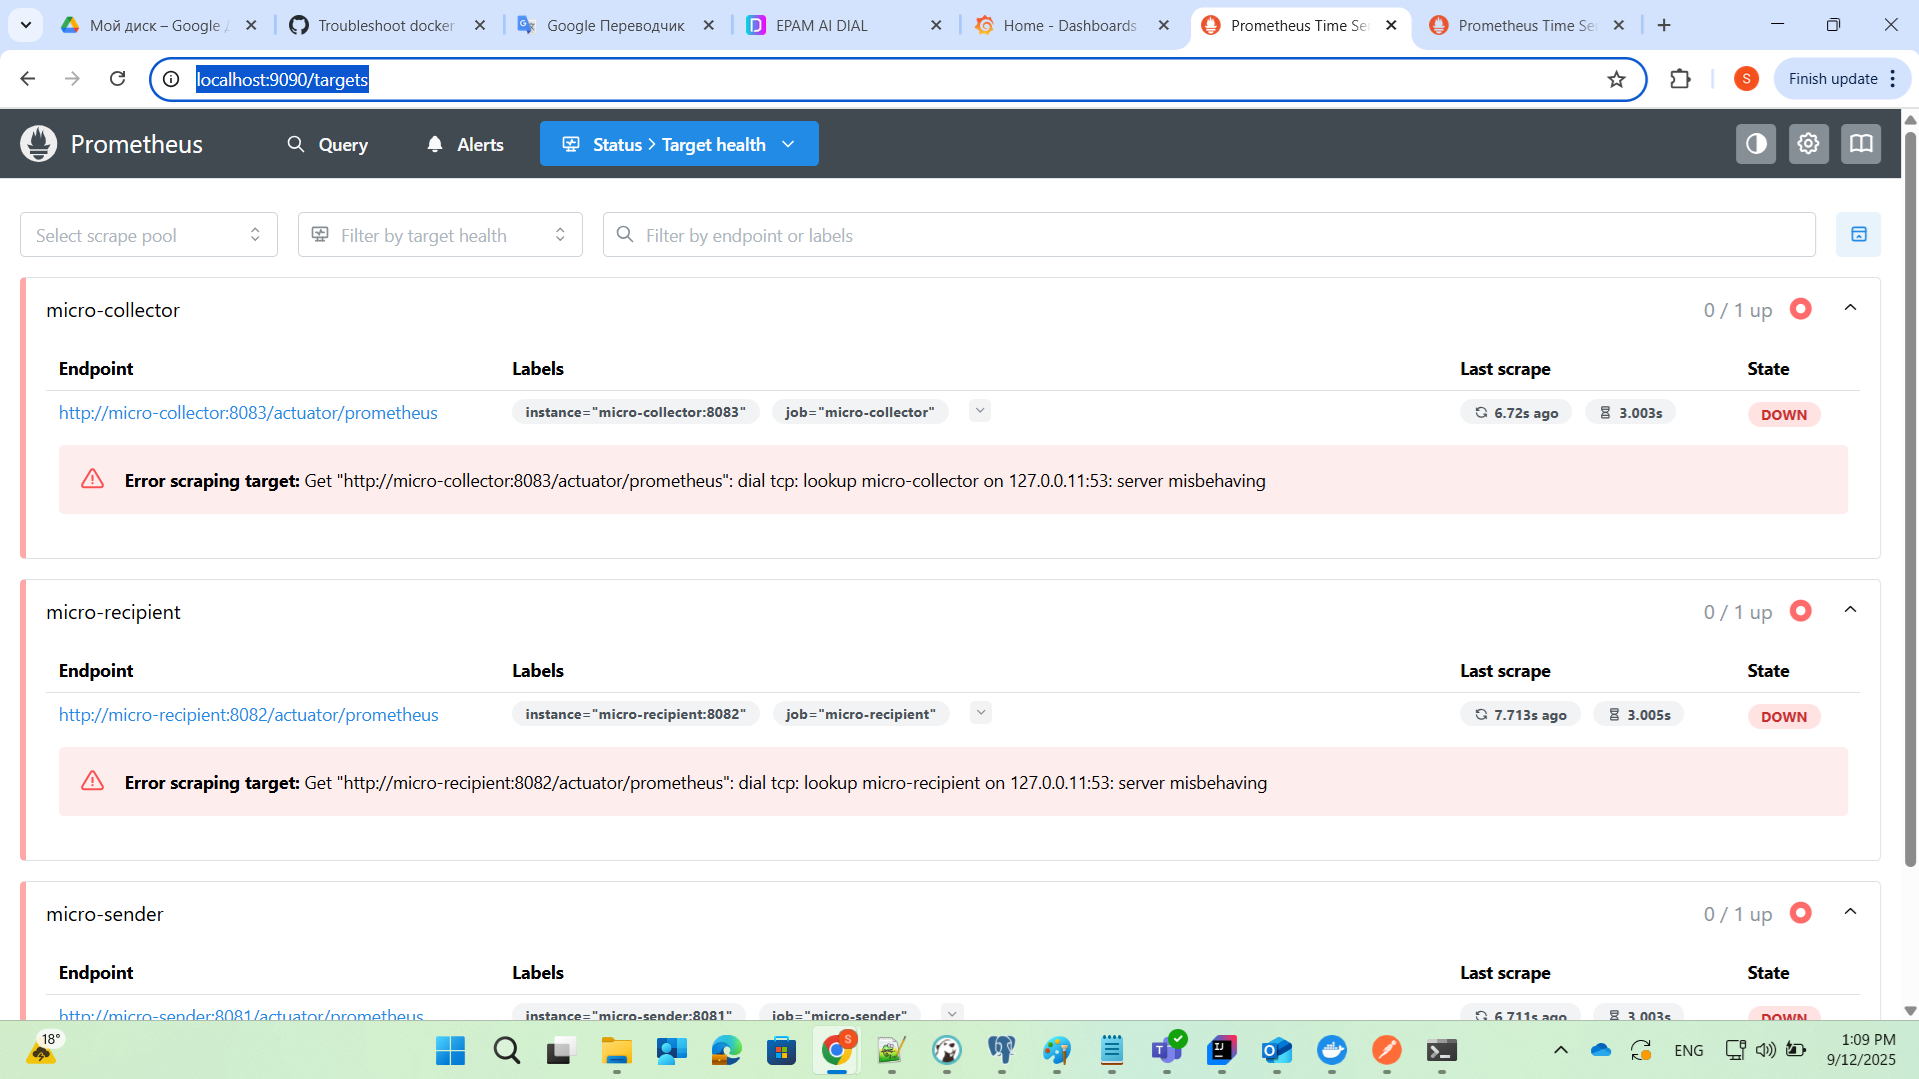 Мой диск – Google Д
Troubleshoot docker
Google Переводчик
EPAM AI DIAL
Home - Dashboards
Prometheus Time Ser
Prometheus Time Se
localhost:9090/targets
S
Finish update
Prometheus
Query
Alerts
Status > Target health
Select scrape pool
Filter by target health
Filter by endpoint or labels
micro-collector
0 / 1 up
Endpoint
Labels
Last scrape
State
http://micro-collector:8083/actuator/prometheus
instance="micro-collector:8083"
job="micro-collector"
6.72s ago
3.003s
DOWN
Error scraping target: Get "http://micro-collector:8083/actuator/prometheus": dial tcp: lookup micro-collector on 127.0.0.11:53: server misbehaving
micro-recipient
0 / 1 up
Endpoint
Labels
Last scrape
State
http://micro-recipient:8082/actuator/prometheus
instance="micro-recipient:8082"
job="micro-recipient"
7.713s ago
3.005s
DOWN
Error scraping target: Get "http://micro-recipient:8082/actuator/prometheus": dial tcp: lookup micro-recipient on 127.0.0.11:53: server misbehaving
micro-sender
0 / 1 up
Endpoint
Labels
Last scrape
State
http://micro-sender:8081/actuator/prometheus
instance="micro-sender:8081"
job="micro-sender"
6.711s ago
3.003s
DOWN
18°
ENG
1:09 PM
9/12/2025